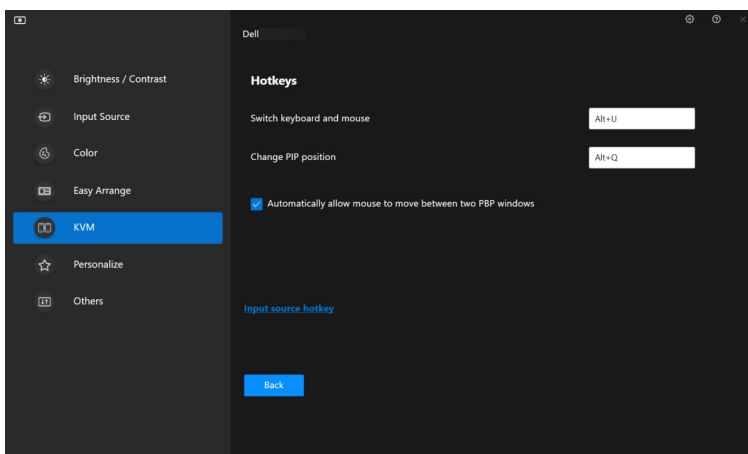 Dell
Brightness / Contrast
Input Source
Color
Easy Arrange
KVM
Personalize
Others
Hotkeys
Switch keyboard and mouse
Alt+U
Change PIP position
Alt+Q
Automatically allow mouse to move between two PBP windows
Input source hotkey
Back